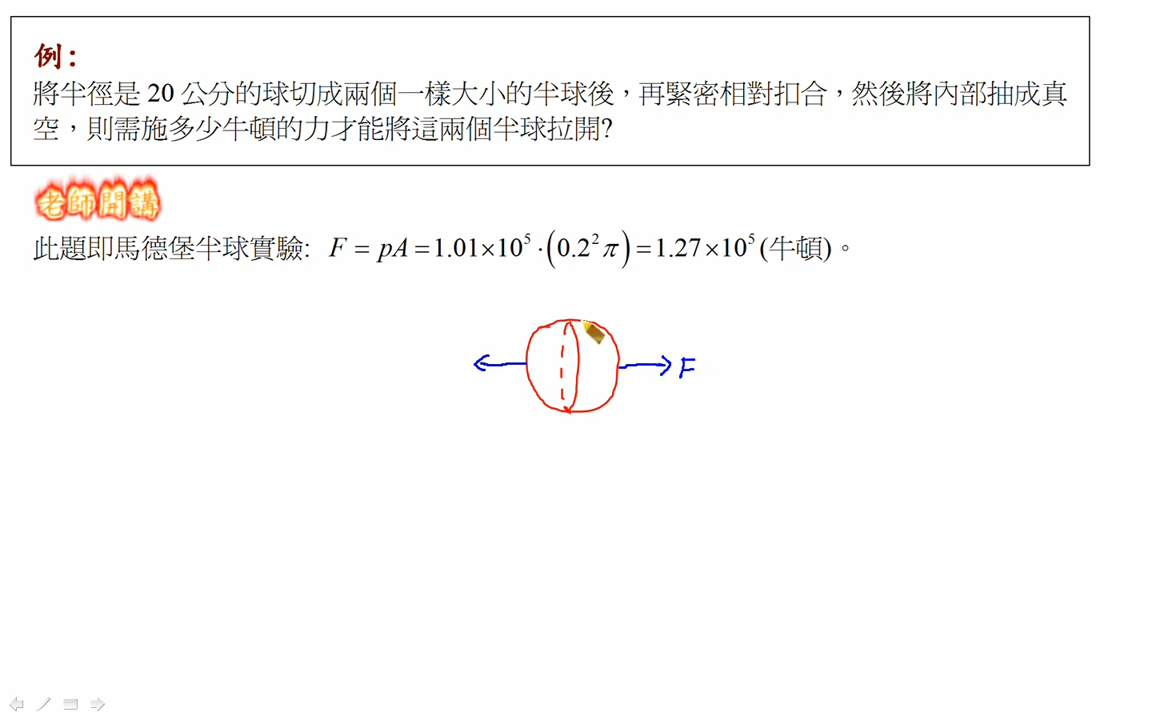 例：
將半徑是 20 公分的球切成兩個一樣大小的半球後，再緊密相對扣合，然後將內部抽成真
空，則需施多少牛頓的力才能將這兩個半球拉開?
老師開講
此題即馬德堡半球實驗: F = pA = 1.01×10⁵ ·(0.2² π) = 1.27×10⁵ (牛頓)。
F